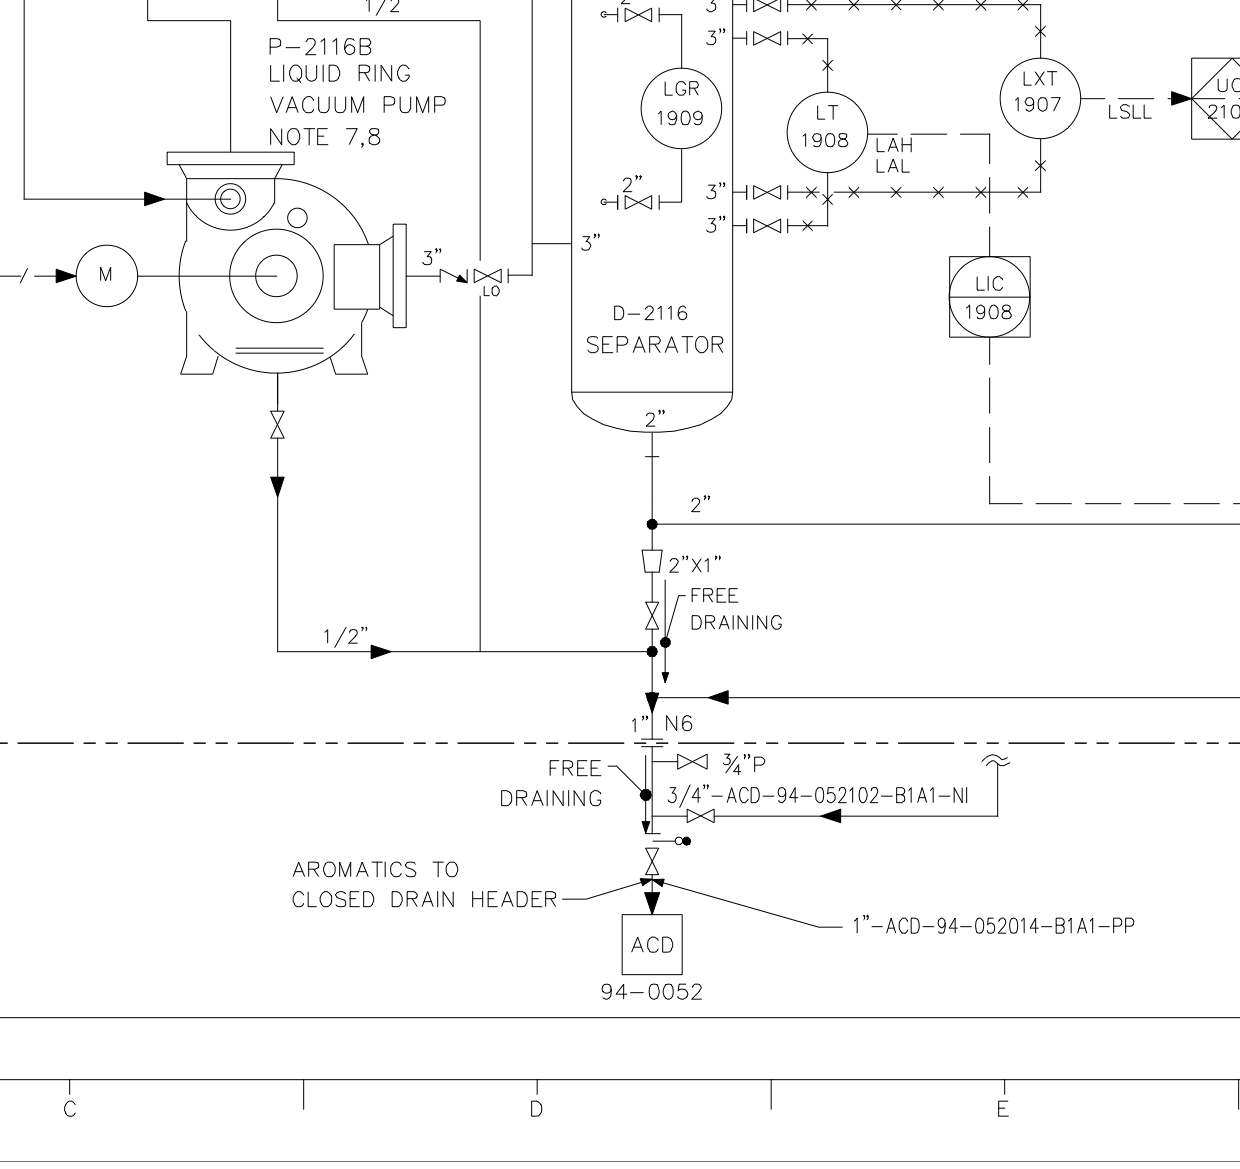 1/2
2"
3"
P-2116B
LIQUID RING
VACUUM PUMP
NOTE 7,8
3"
LGR
1909
LT
1908
LXT
1907
LSLL
LAH
LAL
2"
3"
3"
3"
3"
M
LO
LIC
1908
D-2116
SEPARATOR
2"
2"
2"X1"
FREE
DRAINING
1/2"
1" N6
FREE
DRAINING
3/4"P
3/4"-ACD-94-052102-B1A1-NI
AROMATICS TO
CLOSED DRAIN HEADER
1"-ACD-94-052014-B1A1-PP
ACD
94-0052
C
D
E